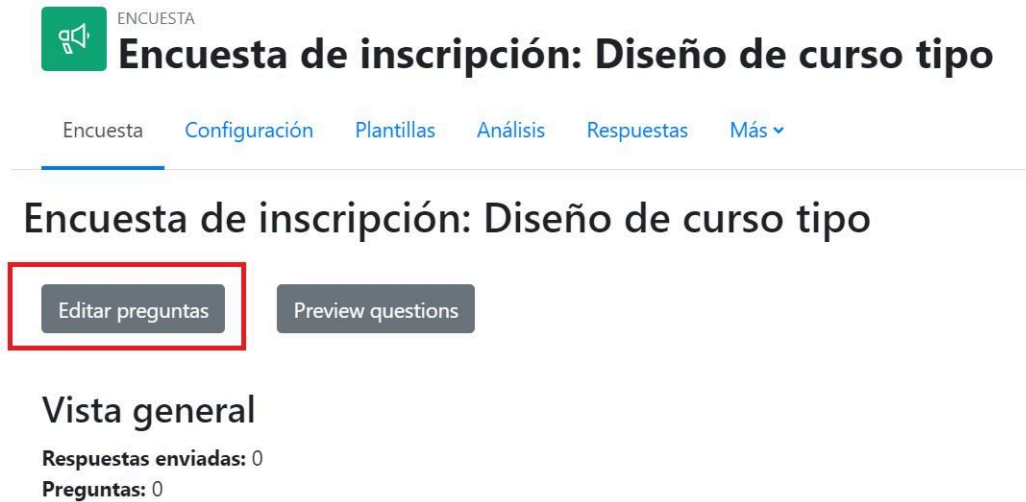 ENCUESTA
Encuesta de inscripción: Diseño de curso tipo
Encuesta Configuración Plantillas Análisis Respuestas Más
Encuesta de inscripción: Diseño de curso tipo
Editar preguntas Preview questions
Vista general
Respuestas enviadas: 0
Preguntas: 0